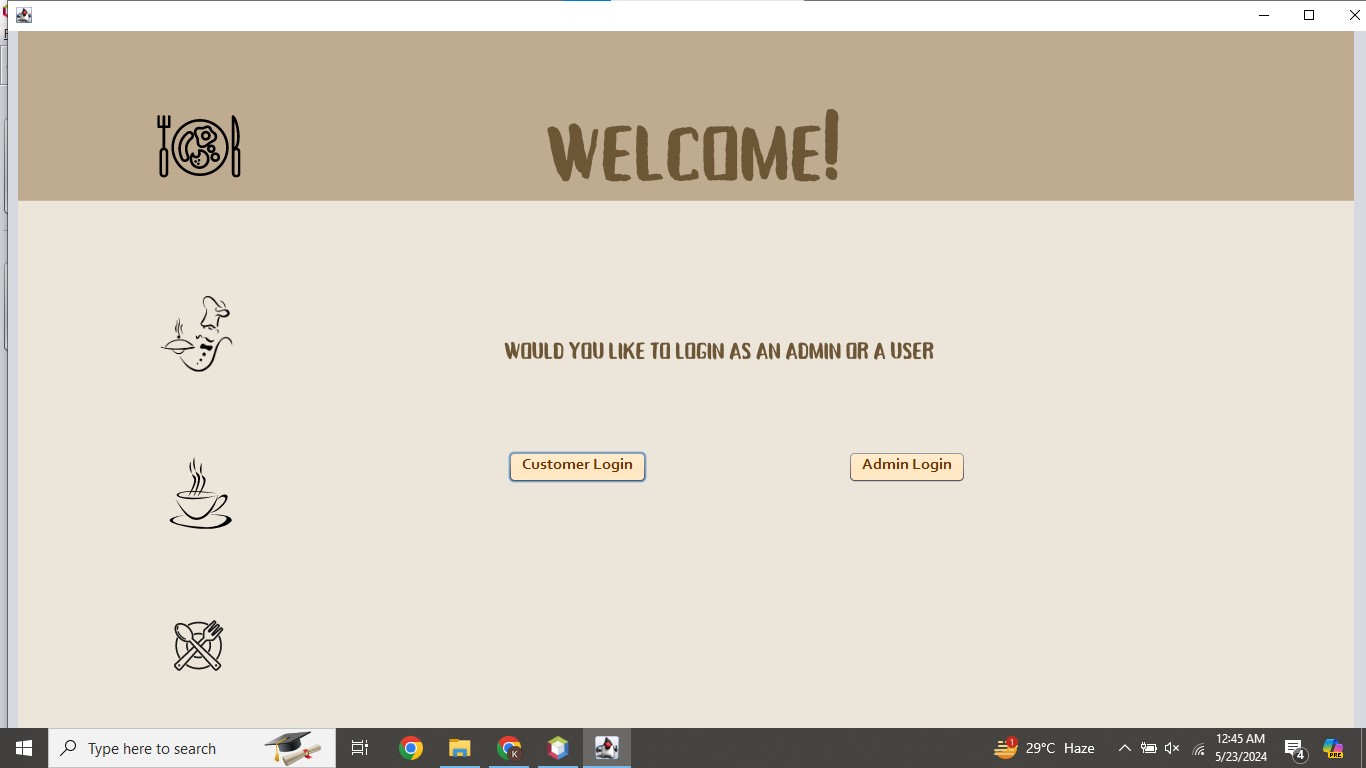 WELCOME!
WOULD YOU LIKE TO LOGIN AS AN ADMIN OR A USER
Customer Login
Admin Login
Type here to search
K
1
29°C Haze
12:45 AM
5/23/2024
4
PRE